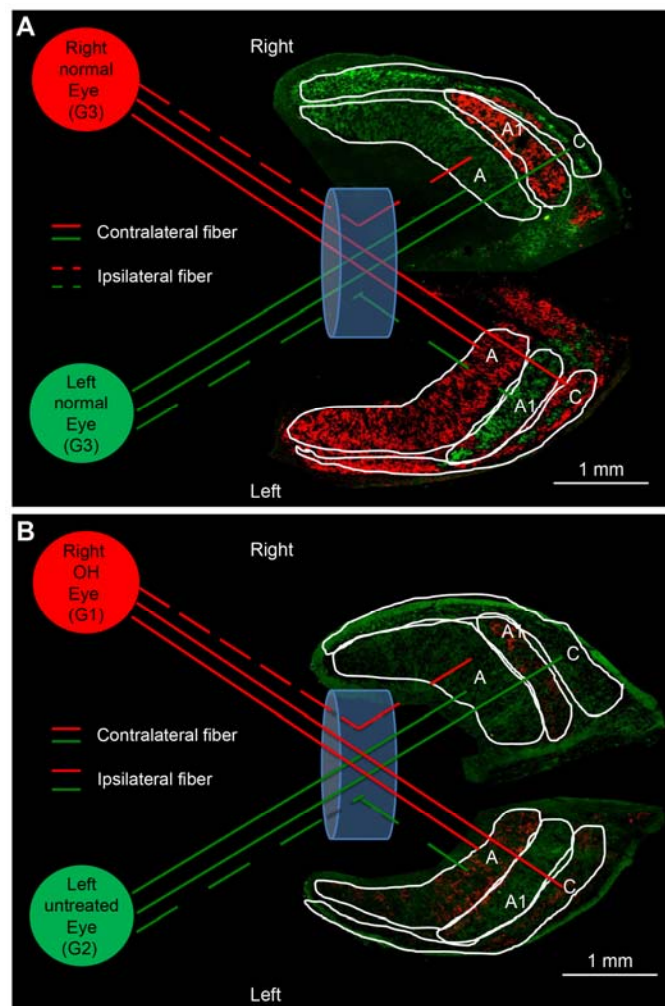 A
Right
Right
normal
Eye
(G3)
A1
C
A
Contralateral fiber
Ipsilateral fiber
A
Left
normal
Eye
(G3)
A1
C
1 mm
Left
B
Right
OH
Eye
(G1)
Right
A1
C
A
Contralateral fiber
Ipsilateral fiber
A
C
A1
Left
untreated
Eye
(G2)
1 mm
Left